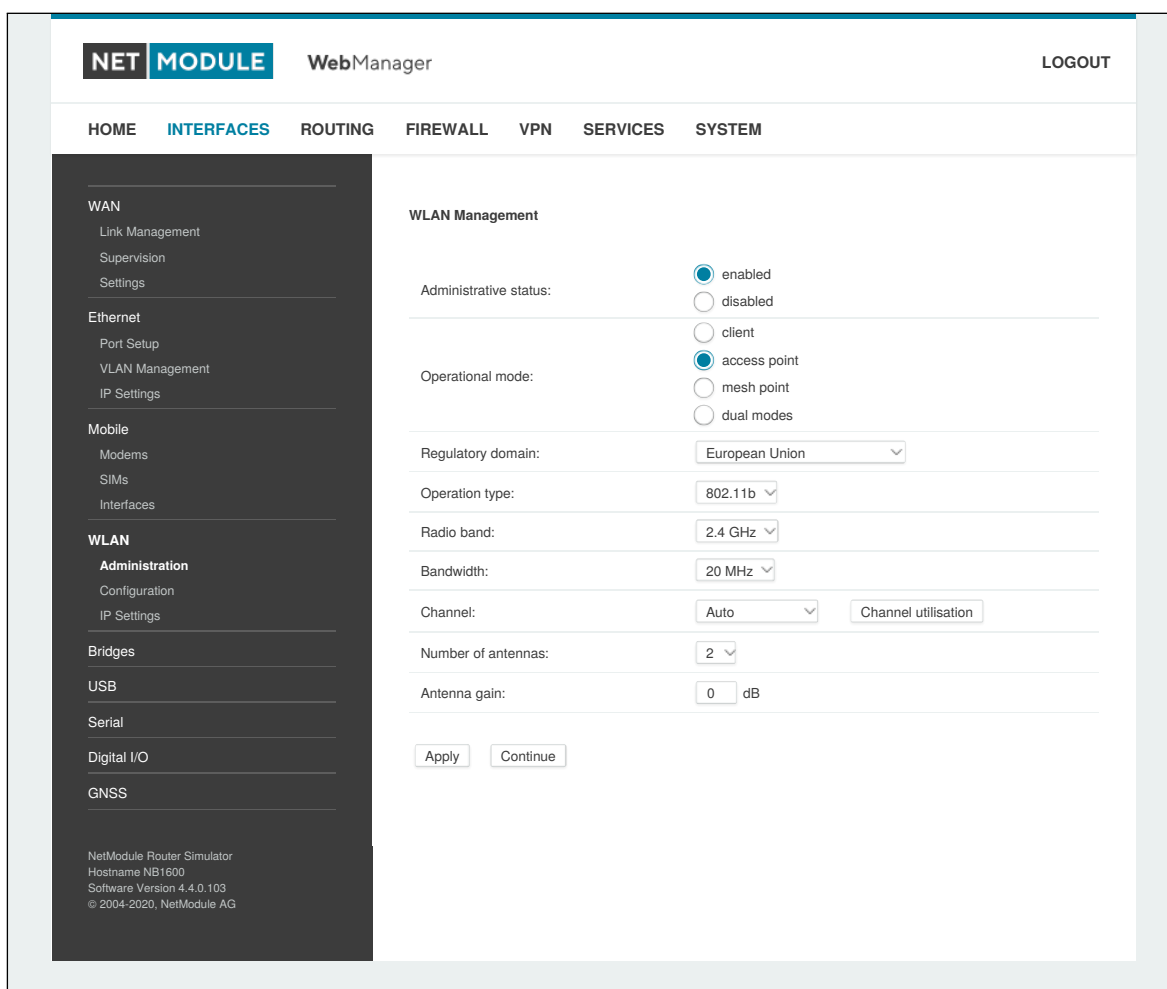 NET MODULE WebManager LOGOUT
HOME INTERFACES ROUTING FIREWALL VPN SERVICES SYSTEM
WAN
Link Management
Supervision
Settings
Ethernet
Port Setup
VLAN Management
IP Settings
Mobile
Modems
SIMs
Interfaces
WLAN
Administration
Configuration
IP Settings
Bridges
USB
Serial
Digital I/O
GNSS
NetModule Router Simulator
Hostname NB1600
Software Version 4.4.0.103
© 2004-2020, NetModule AG
WLAN Management
Administrative status:
enabled
disabled
Operational mode:
client
access point
mesh point
dual modes
Regulatory domain: European Union
Operation type: 802.11b
Radio band: 2.4 GHz
Bandwidth: 20 MHz
Channel: Auto Channel utilisation
Number of antennas: 2
Antenna gain: 0 dB
Apply Continue